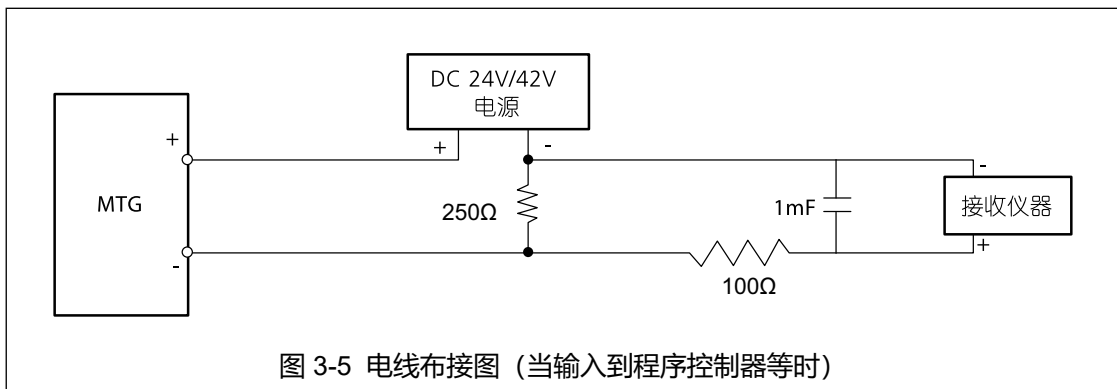 DC 24V/42V
电源
+
+
-
-
MTG
250Ω
1mF
接收仪器
-
+
100Ω
图 3-5 电线布接图（当输入到程序控制器等时）